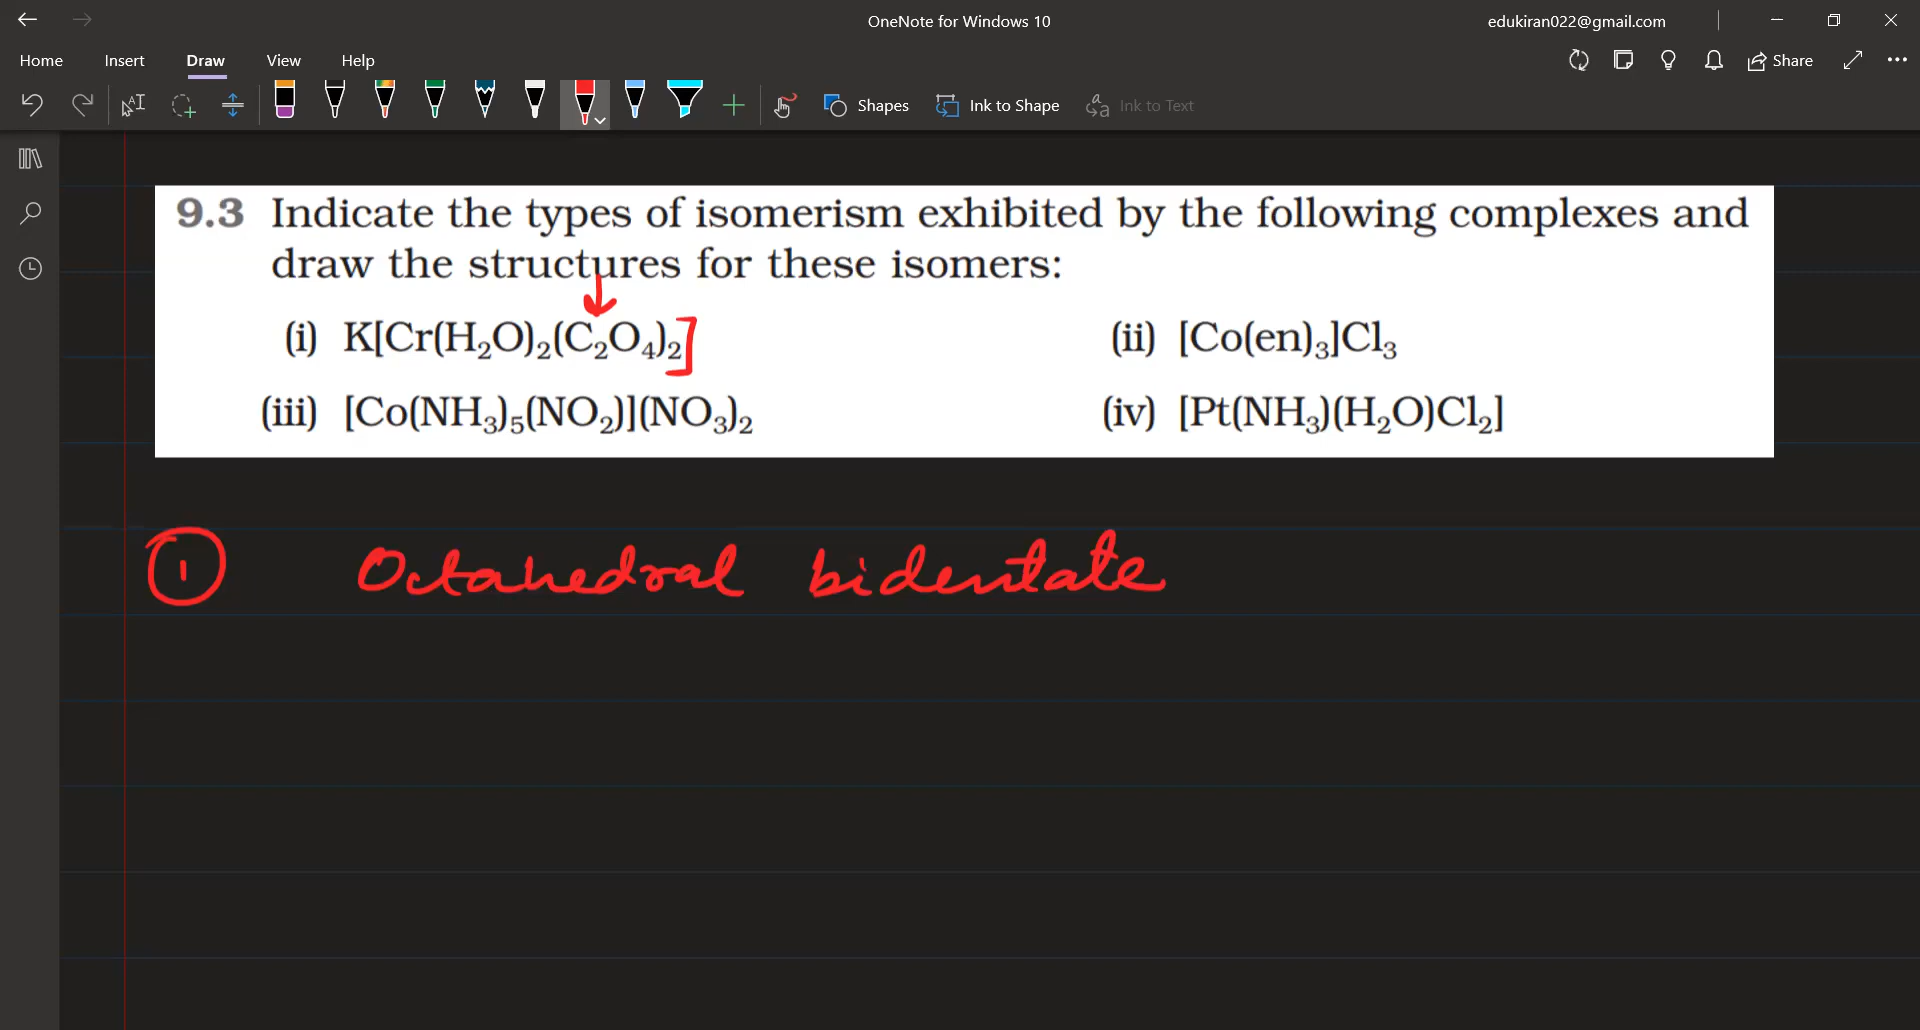 OneNote for Windows 10
edukiran022@gmail.com
Home Insert Draw View Help
Share
Shapes Ink to Shape Ink to Text
9.3 Indicate the types of isomerism exhibited by the following complexes and
draw the structures for these isomers:
(i) K[Cr(H₂O)₂(C₂O₄)₂]
(ii) [Co(en)₃]Cl₃
(iii) [Co(NH₃)₅(NO₂)](NO₃)₂
(iv) [Pt(NH₃)(H₂O)Cl₂]
1 Octahedral bidentate